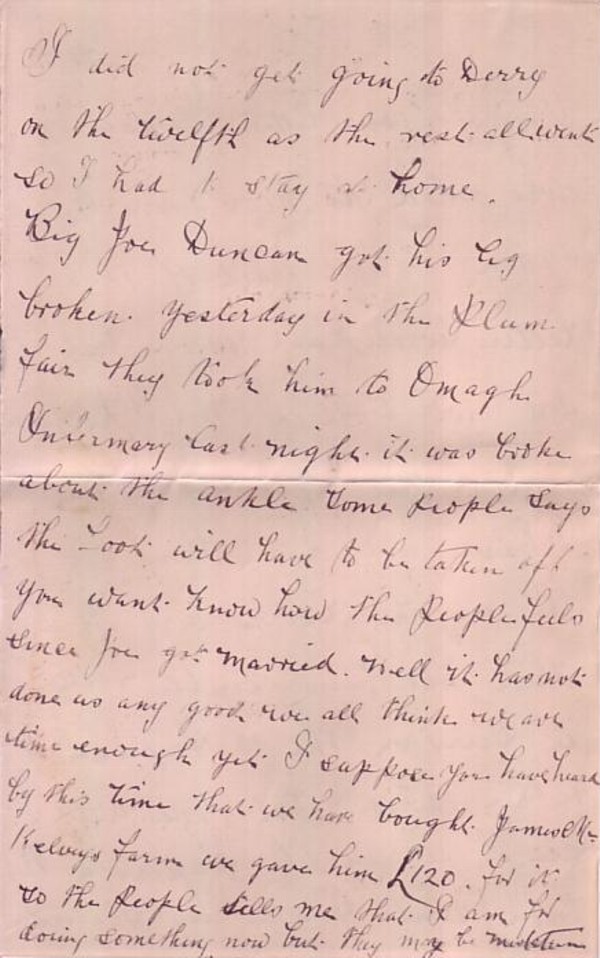 I did not get going to Derry
on the twelfth as the rest all went
so I had to stay at home.
Big Joe Duncan got his leg
broken. yesterday in the Plum
fair they took him to Omagh
Infermary last night. it was broke
about the ankle some People says
the foot will have to be taken off
you want know how the People feels
since Joe got married. well it has not
done us any good we all think we are
time enough yet I suppose you have heard
by this time that we have bought James Mc
Kelveys farm we gave him £120. for it
so the People tells me that I am for
doing something now but they may be